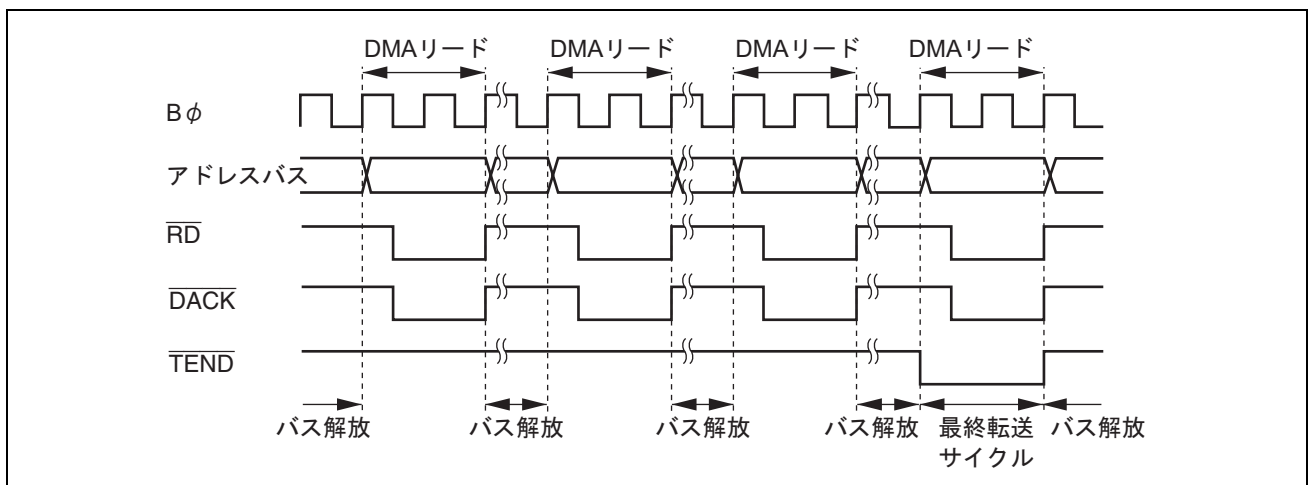 DMAリード DMAリード DMAリード DMAリード
Bφ
アドレスバス
RD
DACK
TEND
バス解放 バス解放 バス解放 バス解放 最終転送サイクル バス解放